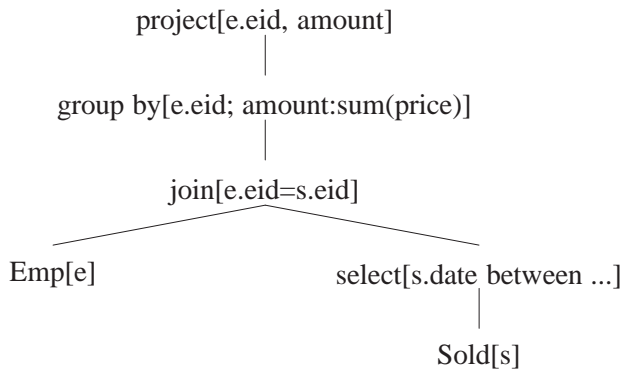 project[e.eid, amount]
group by[e.eid; amount:sum(price)]
join[e.eid=s.eid]
Emp[e]
select[s.date between ...]
Sold[s]